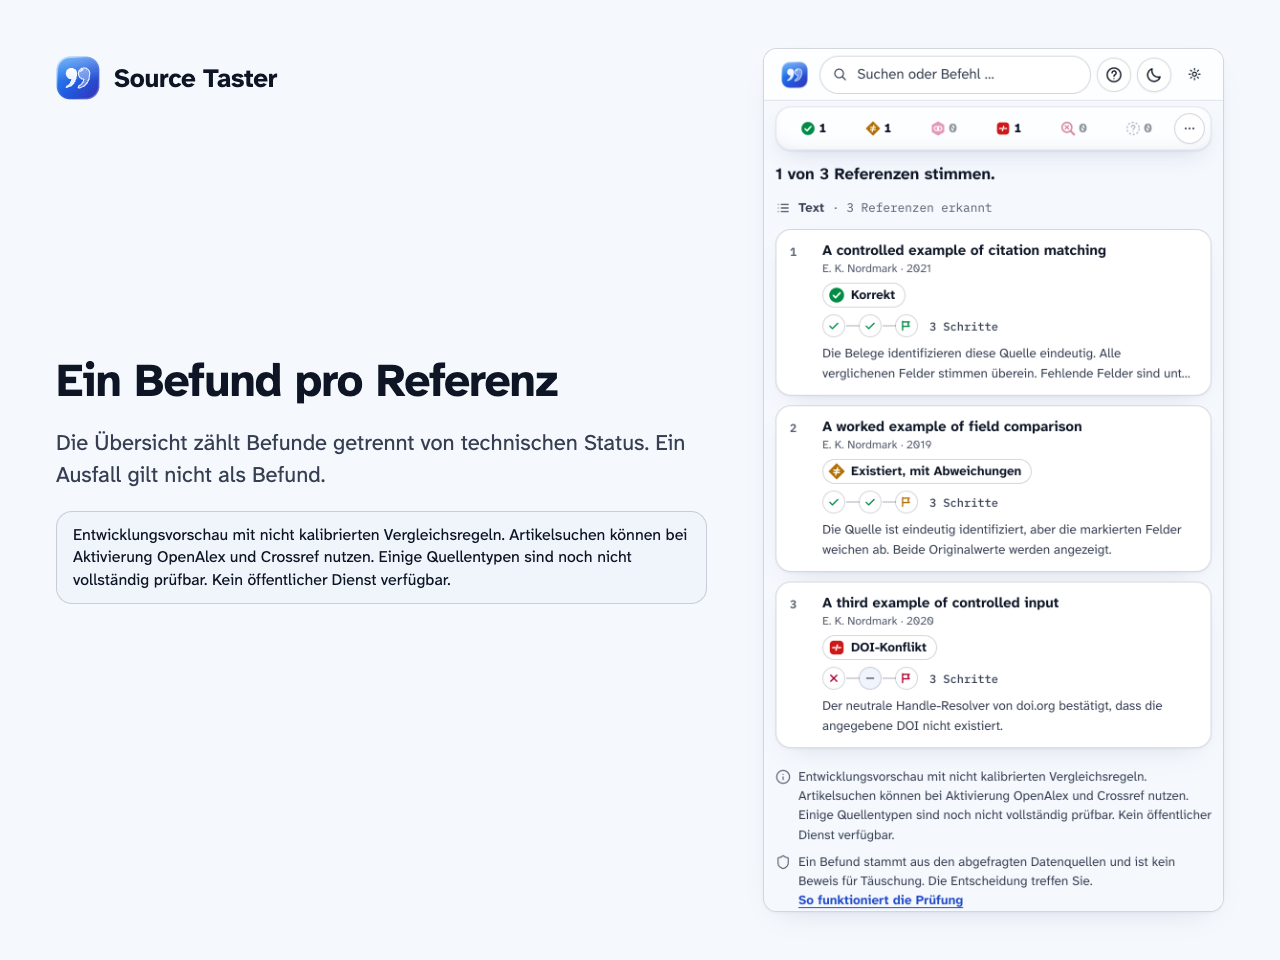 Source Taster
Ein Befund pro Referenz
Die Übersicht zählt Befunde getrennt von technischen Status. Ein
Ausfall gilt nicht als Befund.
Entwicklungsvorschau mit nicht kalibrierten Vergleichsregeln. Artikelsuchen können bei
Aktivierung OpenAlex und Crossref nutzen. Einige Quellentypen sind noch nicht
vollständig prüfbar. Kein öffentlicher Dienst verfügbar.
Suchen oder Befehl ...
1 1 0 1 0 0
1 von 3 Referenzen stimmen.
Text · 3 Referenzen erkannt
1 A controlled example of citation matching
E. K. Nordmark · 2021
Korrekt
3 Schritte
Die Belege identifizieren diese Quelle eindeutig. Alle
verglichenen Felder stimmen überein. Fehlende Felder sind unt...
2 A worked example of field comparison
E. K. Nordmark · 2019
Existiert, mit Abweichungen
3 Schritte
Die Quelle ist eindeutig identifiziert, aber die markierten Felder
weichen ab. Beide Originalwerte werden angezeigt.
3 A third example of controlled input
E. K. Nordmark · 2020
DOI-Konflikt
3 Schritte
Der neutrale Handle-Resolver von doi.org bestätigt, dass die
angegebene DOI nicht existiert.
Entwicklungsvorschau mit nicht kalibrierten Vergleichsregeln.
Artikelsuchen können bei Aktivierung OpenAlex und Crossref nutzen.
Einige Quellentypen sind noch nicht vollständig prüfbar. Kein öffentlicher
Dienst verfügbar.
Ein Befund stammt aus den abgefragten Datenquellen und ist kein
Beweis für Täuschung. Die Entscheidung treffen Sie.
So funktioniert die Prüfung